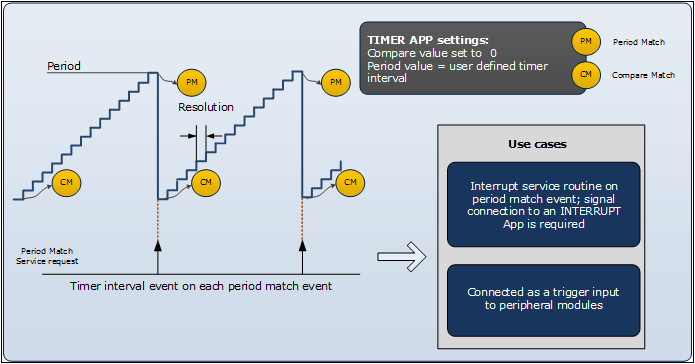 TIMER APP settings:
Compare value set to  0
Period value = user defined timer
interval
PM
Period Match
CM
Compare Match
Period
PM
PM
Resolution
CM
CM
CM
Period Match
Service request
Timer interval event on each period match event
Use cases
Interrupt service routine on
period match event; signal
connection to an INTERRUPT
App is required
Connected as a trigger input
to peripheral modules